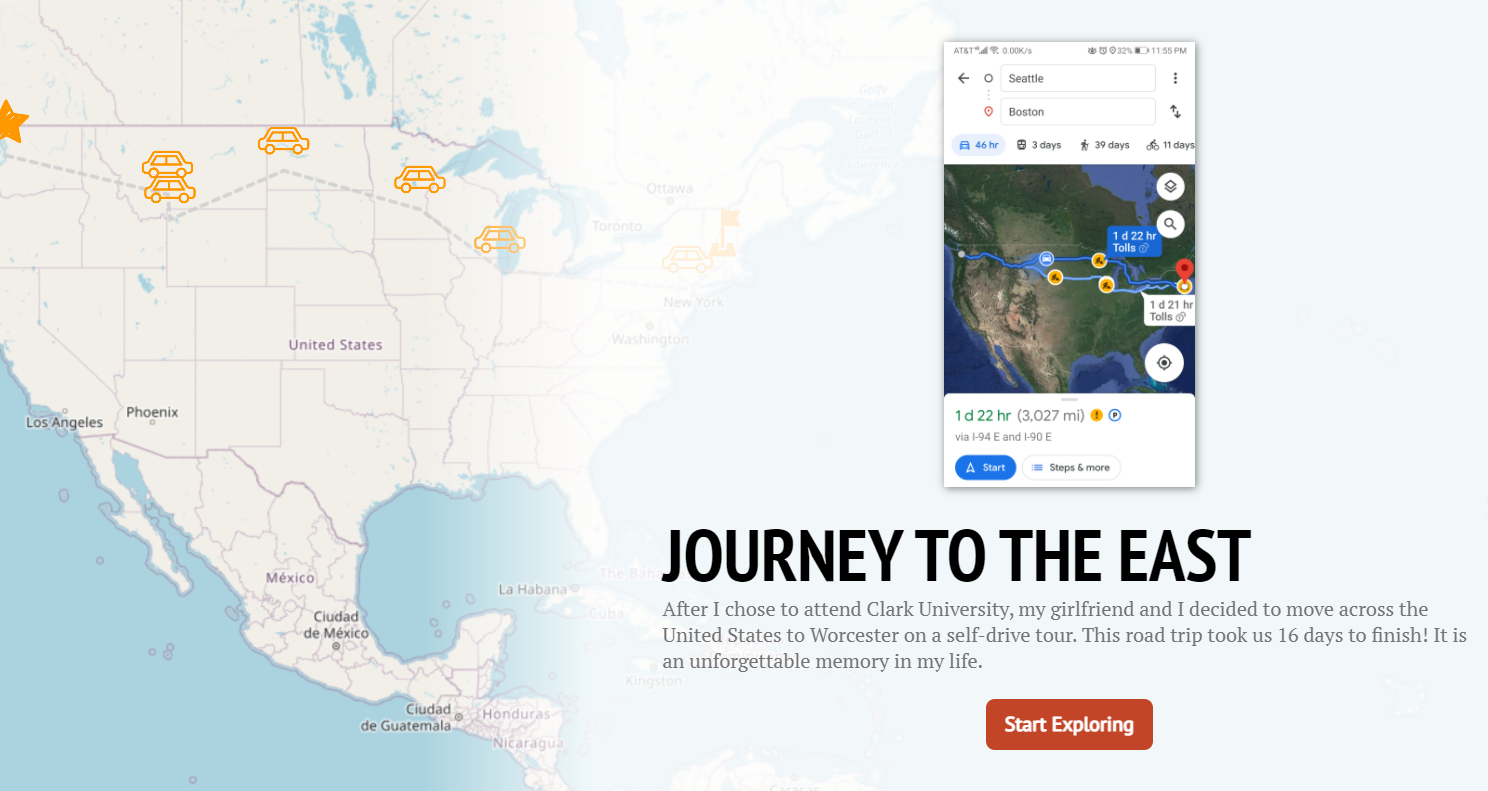 Golfe
du Saint
Ottawa
Toronto
New York
Washington
United States
Los Angeles
Phoenix
La Habana
The Bah
Cuba
México
Ciudad
de México
Kingston
Ciudad
de Guatemala
Honduras
Nicaragua
AT&T 4G 0.00K/s 32% 11:55 PM
Seattle
Boston
46 hr 3 days 39 days 11 days
1 d 22 hr
Tolls
1 d 21 hr
Tolls
1 d 22 hr (3,027 mi) P
via I-94 E and I-90 E
Start Steps & more
JOURNEY TO THE EAST
After I chose to attend Clark University, my girlfriend and I decided to move across the
United States to Worcester on a self-drive tour. This road trip took us 16 days to finish! It is
an unforgettable memory in my life.
Start Exploring